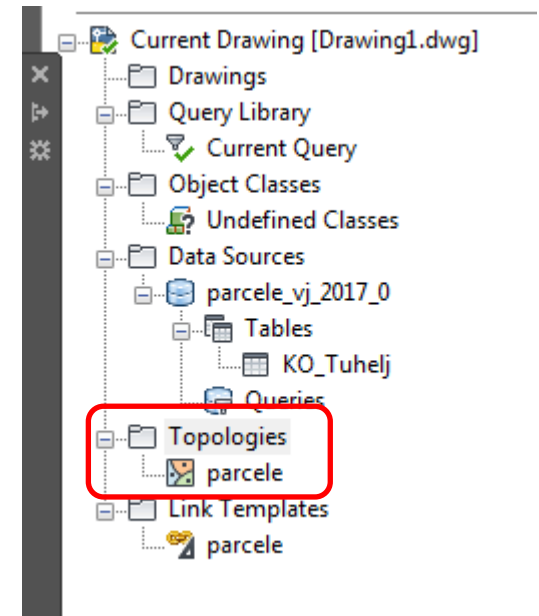 Current Drawing [Drawing1.dwg]
Drawings
Query Library
Current Query
Object Classes
Undefined Classes
Data Sources
parcele_vj_2017_0
Tables
KO_Tuhelj
Queries
Topologies
parcele
Link Templates
parcele